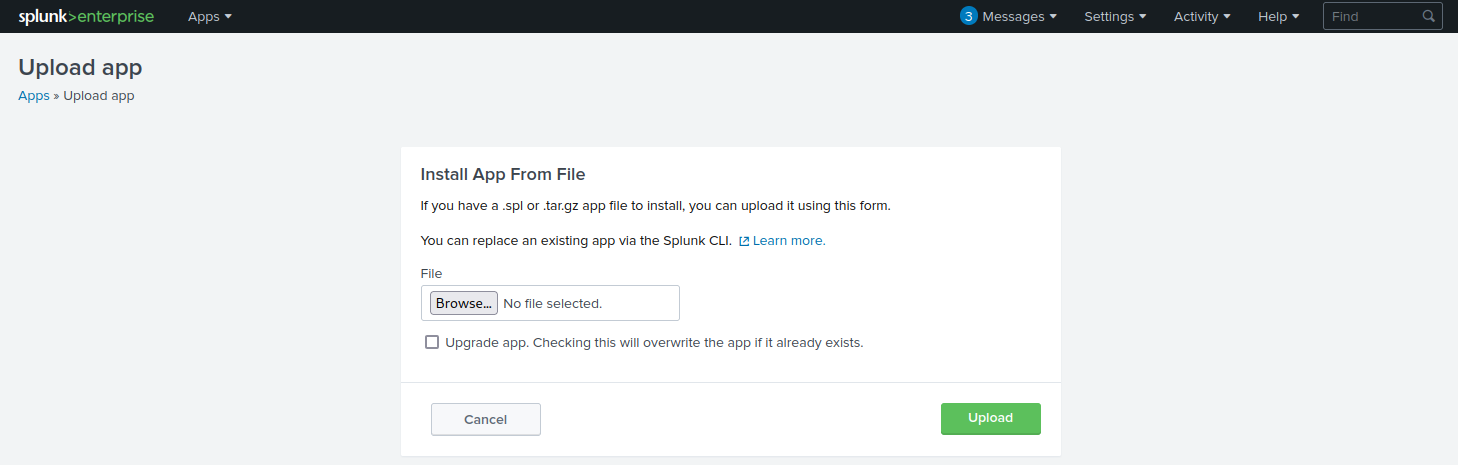 splunk>enterprise Apps 3 Messages Settings Activity Help Find
Upload app
Apps » Upload app
Install App From File
If you have a .spl or .tar.gz app file to install, you can upload it using this form.
You can replace an existing app via the Splunk CLI. Learn more.
File
Browse... No file selected.
Upgrade app. Checking this will overwrite the app if it already exists.
Cancel Upload